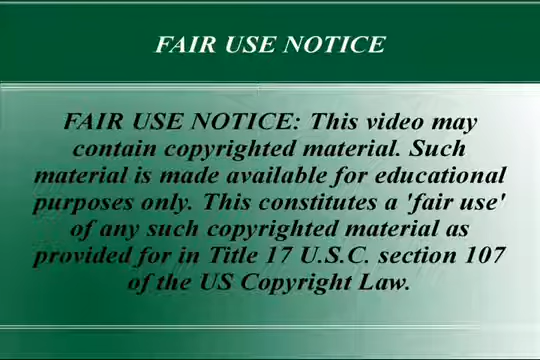 FAIR USE NOTICE
FAIR USE NOTICE: This video may
contain copyrighted material. Such
material is made available for educational
purposes only. This constitutes a 'fair use'
of any such copyrighted material as
provided for in Title 17 U.S.C. section 107
of the US Copyright Law.